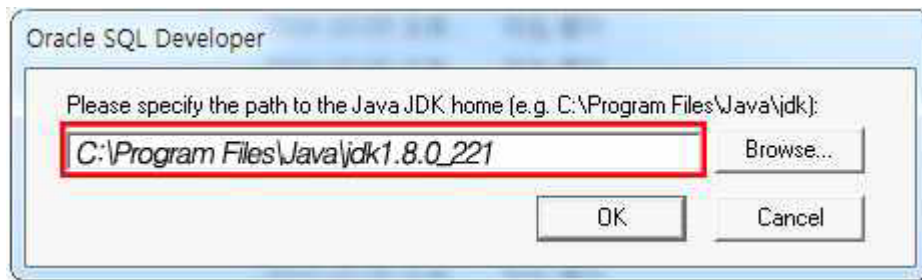 Oracle SQL Developer
Please specify the path to the Java JDK home (e.g. C:\Program Files\Java\jdk):
C:\Program Files\Java\jdk1.8.0_221
Browse...
OK
Cancel